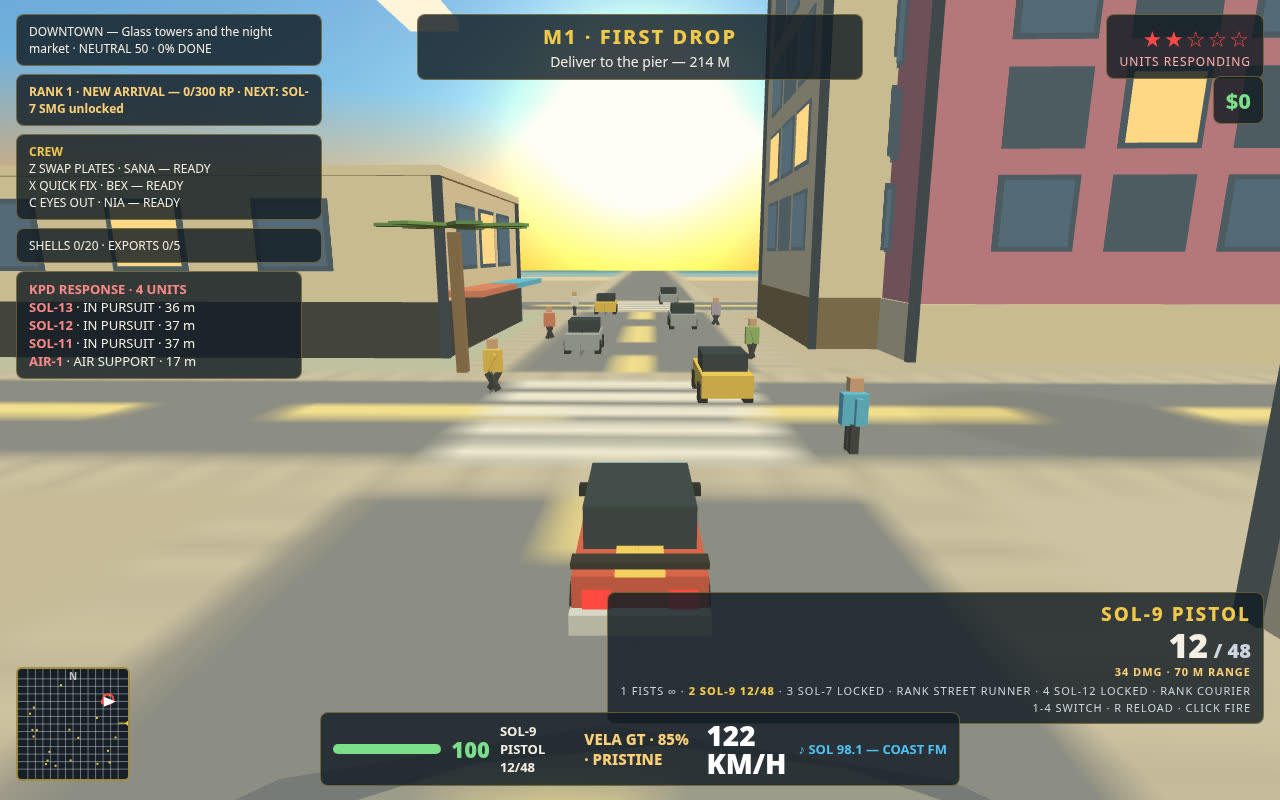 DOWNTOWN — Glass towers and the night
market · NEUTRAL 50 · 0% DONE
RANK 1 · NEW ARRIVAL — 0/300 RP · NEXT: SOL-
7 SMG unlocked
CREW
Z SWAP PLATES · SANA — READY
X QUICK FIX · BEX — READY
C EYES OUT · NIA — READY
SHELLS 0/20 · EXPORTS 0/5
KPD RESPONSE · 4 UNITS
SOL-13 · IN PURSUIT · 36 m
SOL-12 · IN PURSUIT · 37 m
SOL-11 · IN PURSUIT · 37 m
AIR-1 · AIR SUPPORT · 17 m
M1 · FIRST DROP
Deliver to the pier — 214 M
★★☆☆☆
UNITS RESPONDING
$0
SOL-9 PISTOL
12 / 48
34 DMG · 70 M RANGE
1 FISTS ∞ · 2 SOL-9 12/48 · 3 SOL-7 LOCKED · RANK STREET RUNNER · 4 SOL-12 LOCKED · RANK COURIER
1-4 SWITCH · R RELOAD · CLICK FIRE
N
100
SOL-9
PISTOL
12/48
VELA GT · 85%
· PRISTINE
122
KM/H
♪ SOL 98.1 — COAST FM